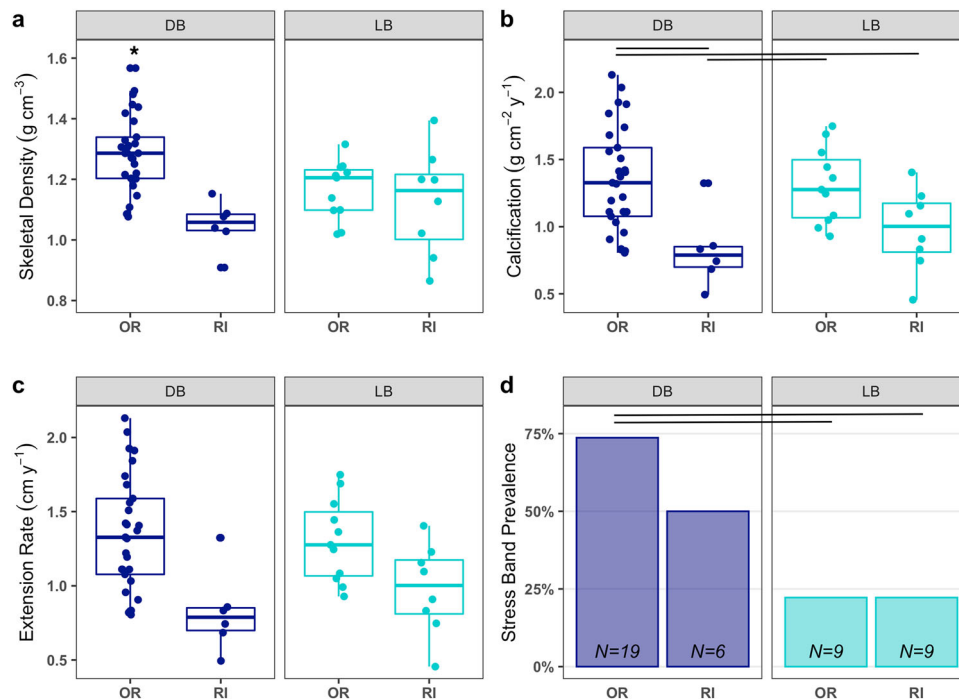 a
DB
LB
Skeletal Density (g cm⁻³)
1.6
1.4
1.2
1.0
0.8
*
OR
RI
OR
RI
b
DB
LB
Calcification (g cm⁻² y⁻¹)
2.0
1.5
1.0
0.5
OR
RI
OR
RI
c
DB
LB
Extension Rate (cm y⁻¹)
2.0
1.5
1.0
0.5
OR
RI
OR
RI
d
DB
LB
Stress Band Prevalence
75%
50%
25%
0%
N=19
N=6
N=9
N=9
OR
RI
OR
RI